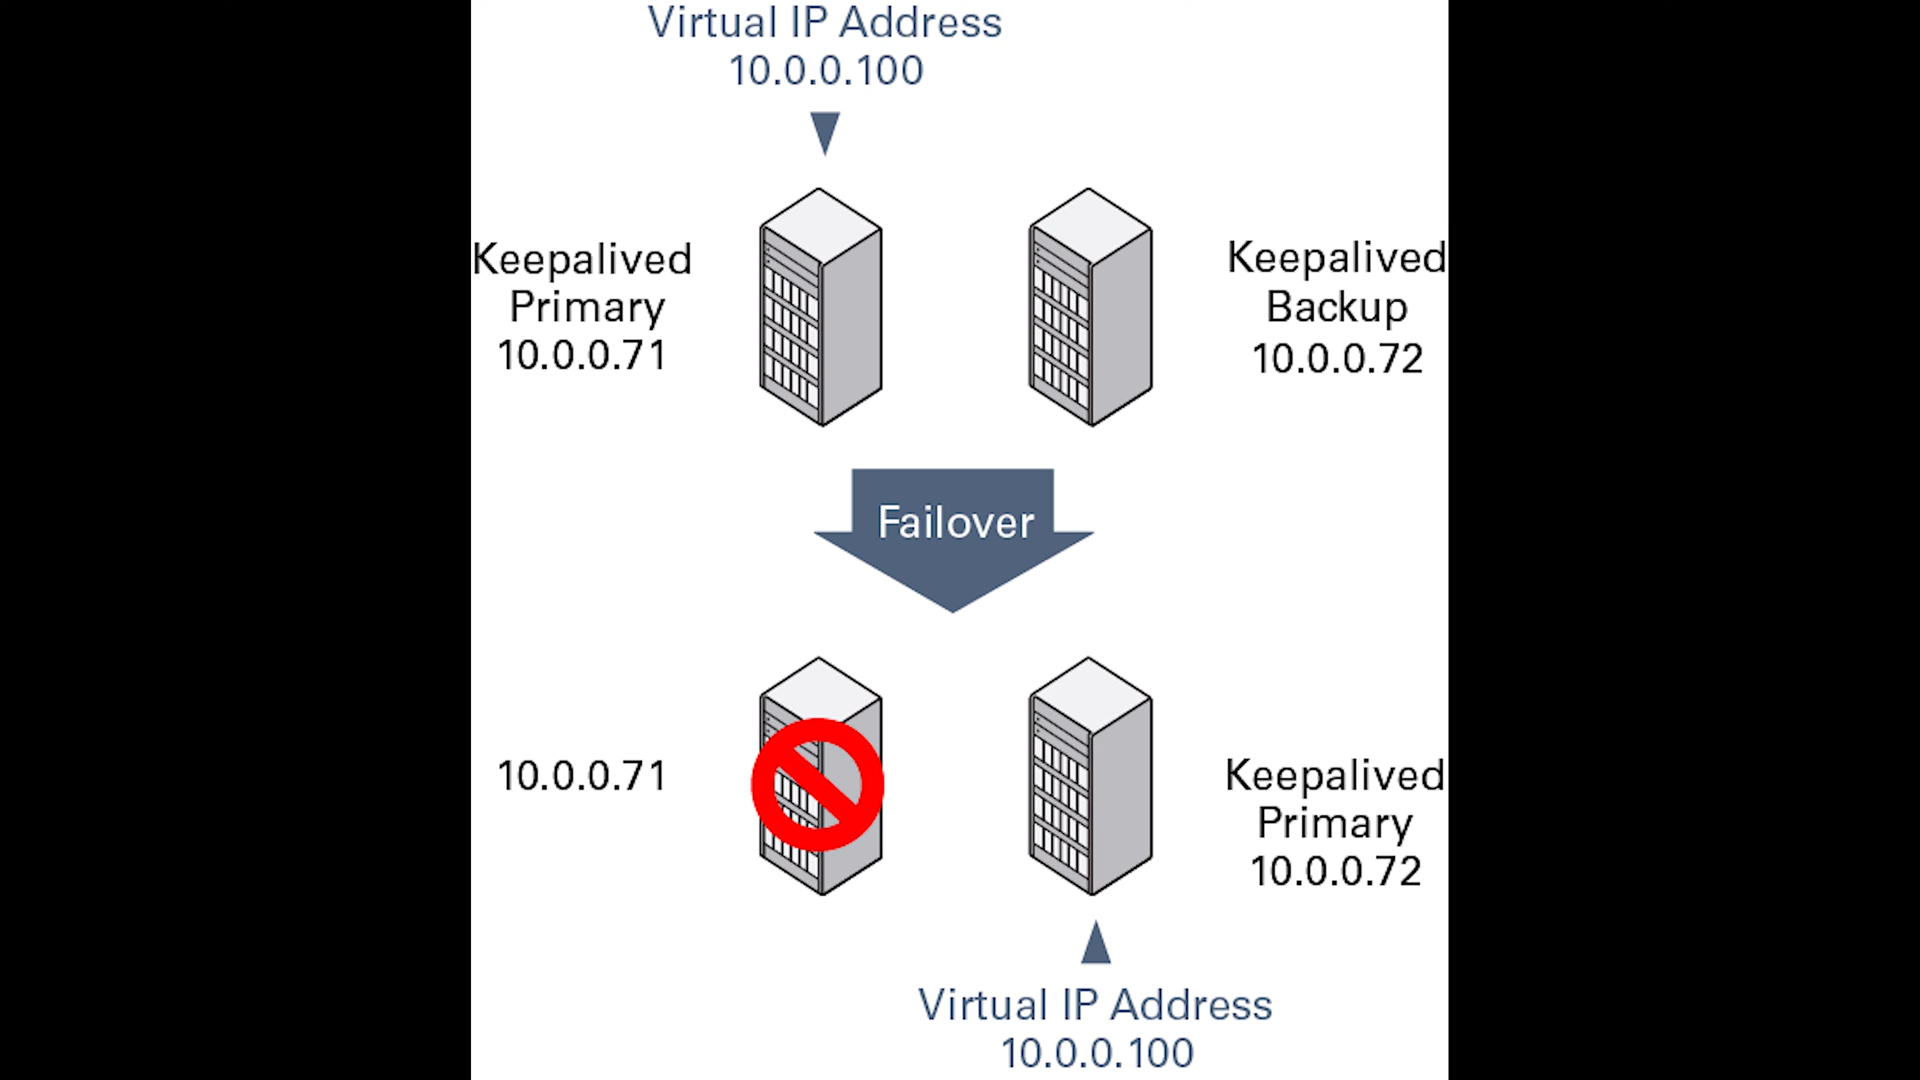 Virtual IP Address
10.0.0.100
Keepalived
Primary
10.0.0.71
Keepalived
Backup
10.0.0.72
Failover
10.0.0.71
Keepalived
Primary
10.0.0.72
Virtual IP Address
10.0.0.100